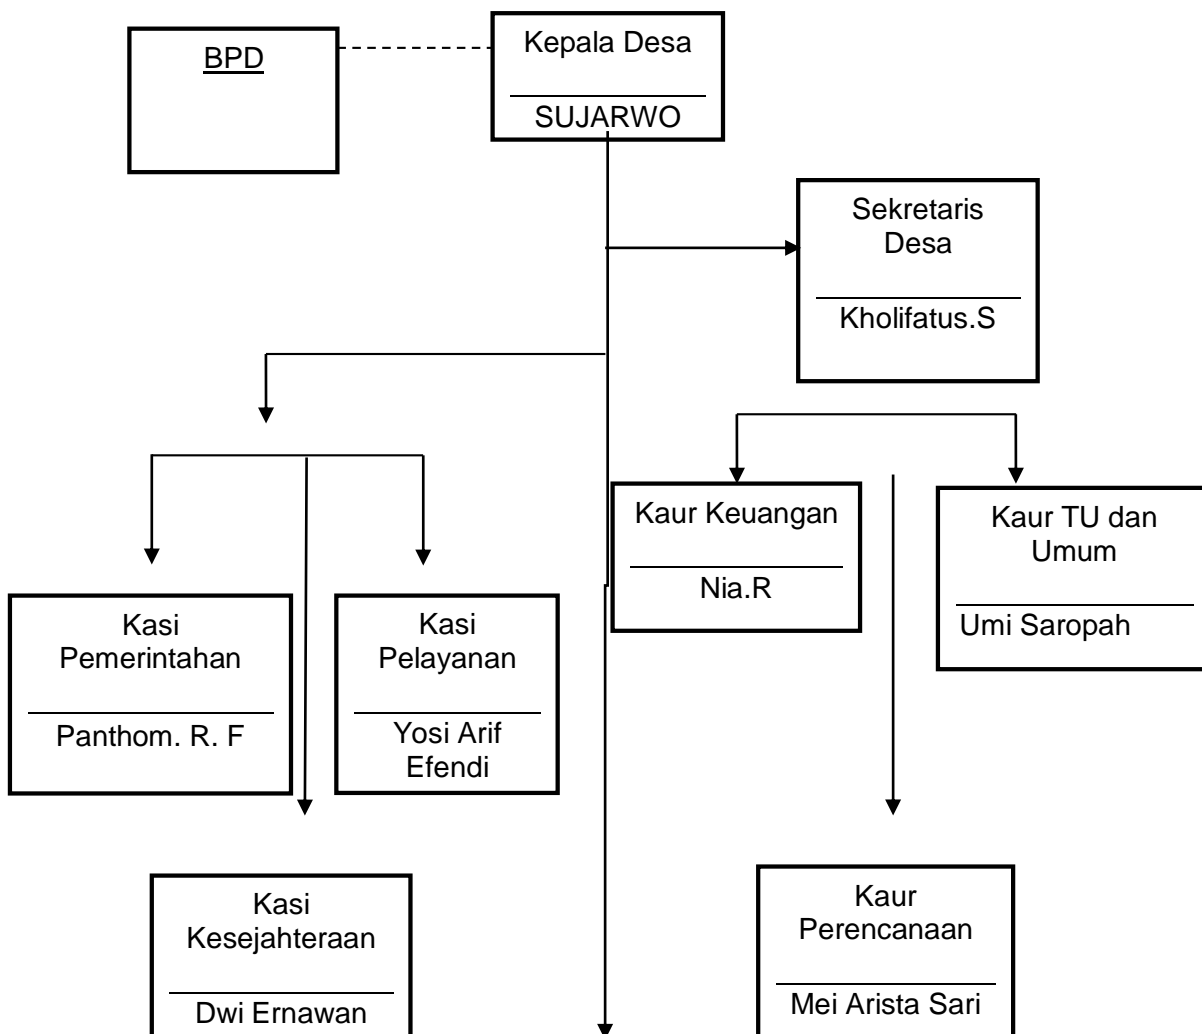 BPD
Kepala Desa
SUJARWO
Sekretaris
Desa
Kholifatus.S
Kaur Keuangan
Nia.R
Kaur TU dan
Umum
Umi Saropah
Kasi
Pemerintahan
Panthom. R. F
Kasi
Pelayanan
Yosi Arif
Efendi
Kasi
Kesejahteraan
Dwi Ernawan
Kaur
Perencanaan
Mei Arista Sari